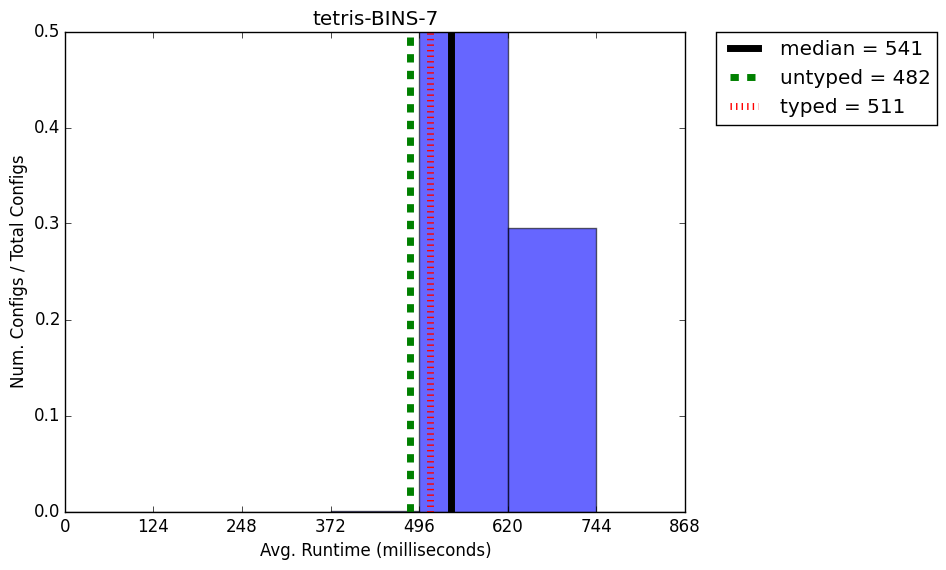 tetris-BINS-7
0.5
0.4
0.3
0.2
0.1
0.0
Num. Configs / Total Configs
0 124 248 372 496 620 744 868
Avg. Runtime (milliseconds)
median = 541
untyped = 482
typed = 511